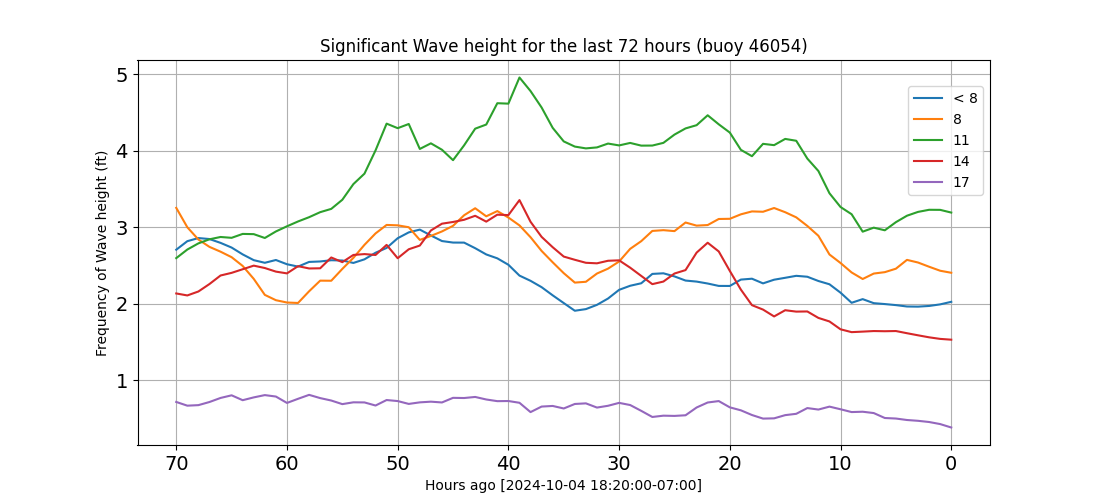 Significant Wave height for the last 72 hours (buoy 46054)
Frequency of Wave height (ft)
5
4
3
2
1
< 8
8
11
14
17
70 60 50 40 30 20 10 0
Hours ago [2024-10-04 18:20:00-07:00]